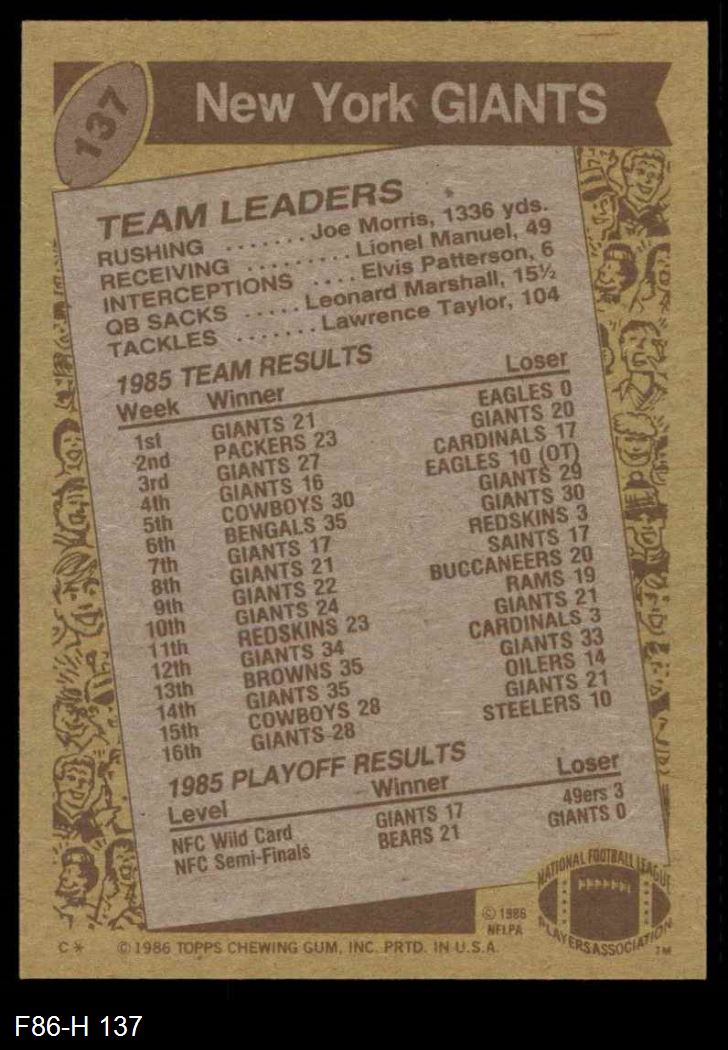 137
New York GIANTS
TEAM LEADERS
RUSHING ....... Joe Morris, 1336 yds.
RECEIVING ......... Lionel Manuel, 49
INTERCEPTIONS .... Elvis Patterson, 6
QB SACKS ..... Leonard Marshall, 15½
TACKLES ....... Lawrence Taylor, 104
1985 TEAM RESULTS
Week Winner Loser
1st GIANTS 21 EAGLES 0
2nd PACKERS 23 GIANTS 20
3rd GIANTS 27 CARDINALS 17
4th GIANTS 16 EAGLES 10 (OT)
5th COWBOYS 30 GIANTS 29
6th BENGALS 35 GIANTS 30
7th GIANTS 17 REDSKINS 3
8th GIANTS 21 SAINTS 17
9th GIANTS 22 BUCCANEERS 20
10th GIANTS 24 RAMS 19
11th REDSKINS 23 GIANTS 21
12th GIANTS 34 CARDINALS 3
13th BROWNS 35 GIANTS 33
14th GIANTS 35 OILERS 14
15th COWBOYS 28 GIANTS 21
16th GIANTS 28 STEELERS 10
1985 PLAYOFF RESULTS
Level Winner Loser
NFC Wild Card GIANTS 17 49ers 3
NFC Semi-Finals BEARS 21 GIANTS 0
© 1986
NFLPA
NATIONAL FOOTBALL LEAGUE
PLAYERS ASSOCIATION
TM
C * © 1986 TOPPS CHEWING GUM, INC. PRTD. IN U.S.A.
F86-H 137